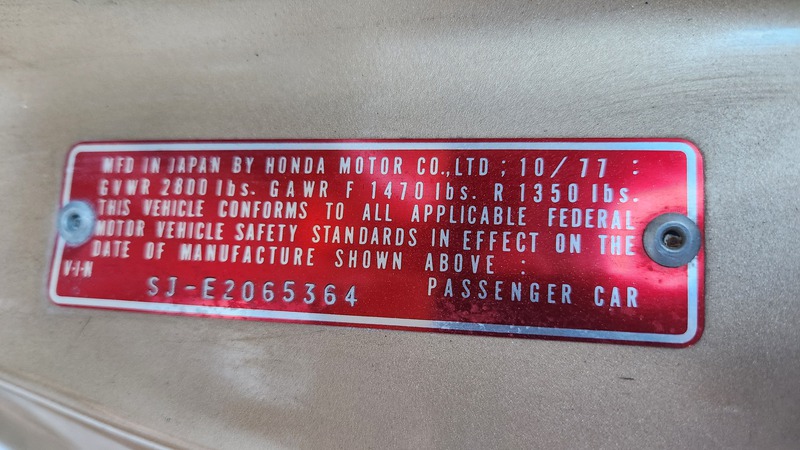 MFD IN JAPAN BY HONDA MOTOR CO.,LTD ; 10/77 :
GVWR 2800 lbs. GAWR F 1470 lbs. R 1350 lbs.
THIS VEHICLE CONFORMS TO ALL APPLICABLE FEDERAL
MOTOR VEHICLE SAFETY STANDARDS IN EFFECT ON THE
DATE OF MANUFACTURE SHOWN ABOVE :
V·I·N SJ-E2065364 PASSENGER CAR